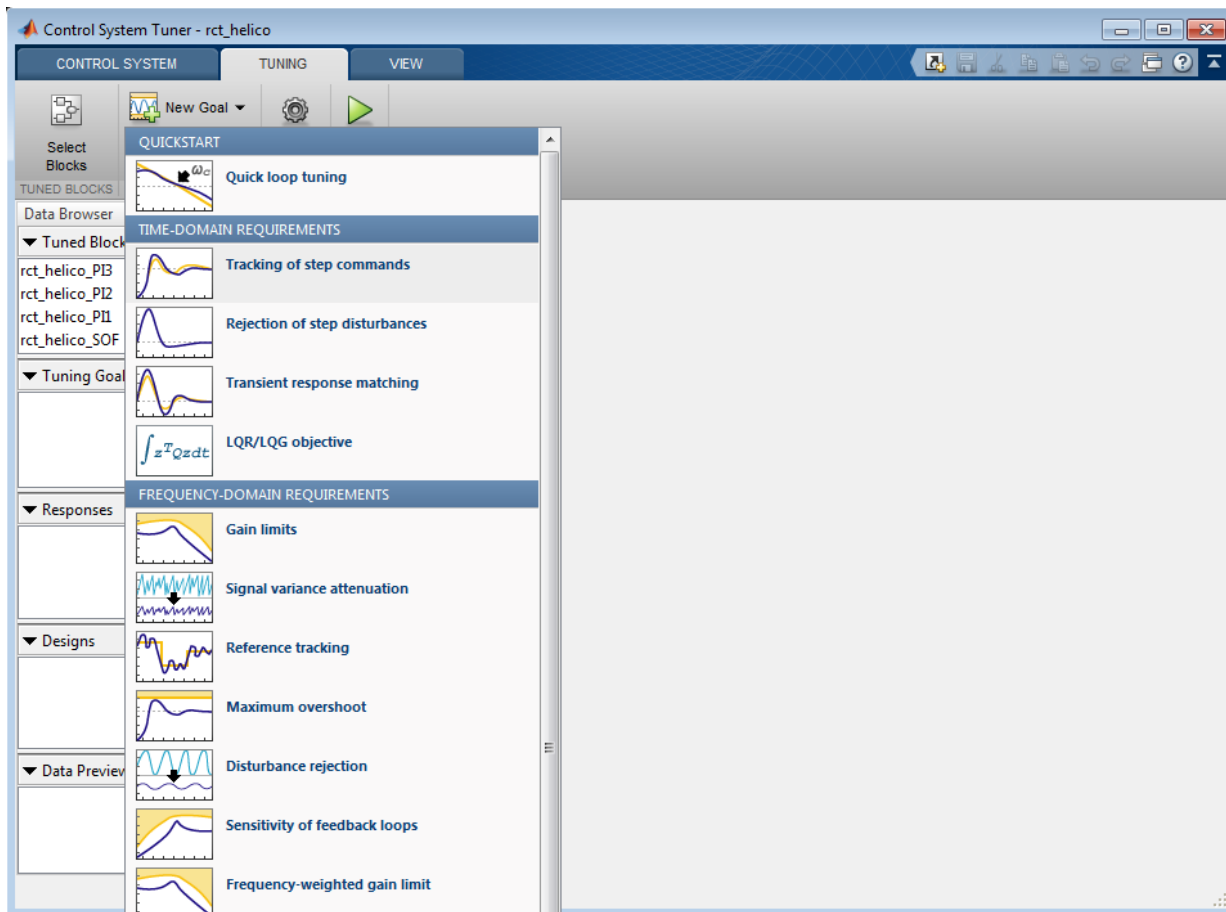 Control System Tuner - rct_helico
CONTROL SYSTEM
TUNING
VIEW
New Goal
Select
Blocks
TUNED BLOCKS
Data Browser
Tuned Block
rct_helico_PI3
rct_helico_PI2
rct_helico_PI1
rct_helico_SOF
Tuning Goal
Responses
Designs
Data Preview
QUICKSTART
ωc
Quick loop tuning
TIME-DOMAIN REQUIREMENTS
Tracking of step commands
Rejection of step disturbances
Transient response matching
∫zᵀQzdt
LQR/LQG objective
FREQUENCY-DOMAIN REQUIREMENTS
Gain limits
Signal variance attenuation
Reference tracking
Maximum overshoot
Disturbance rejection
Sensitivity of feedback loops
Frequency-weighted gain limit